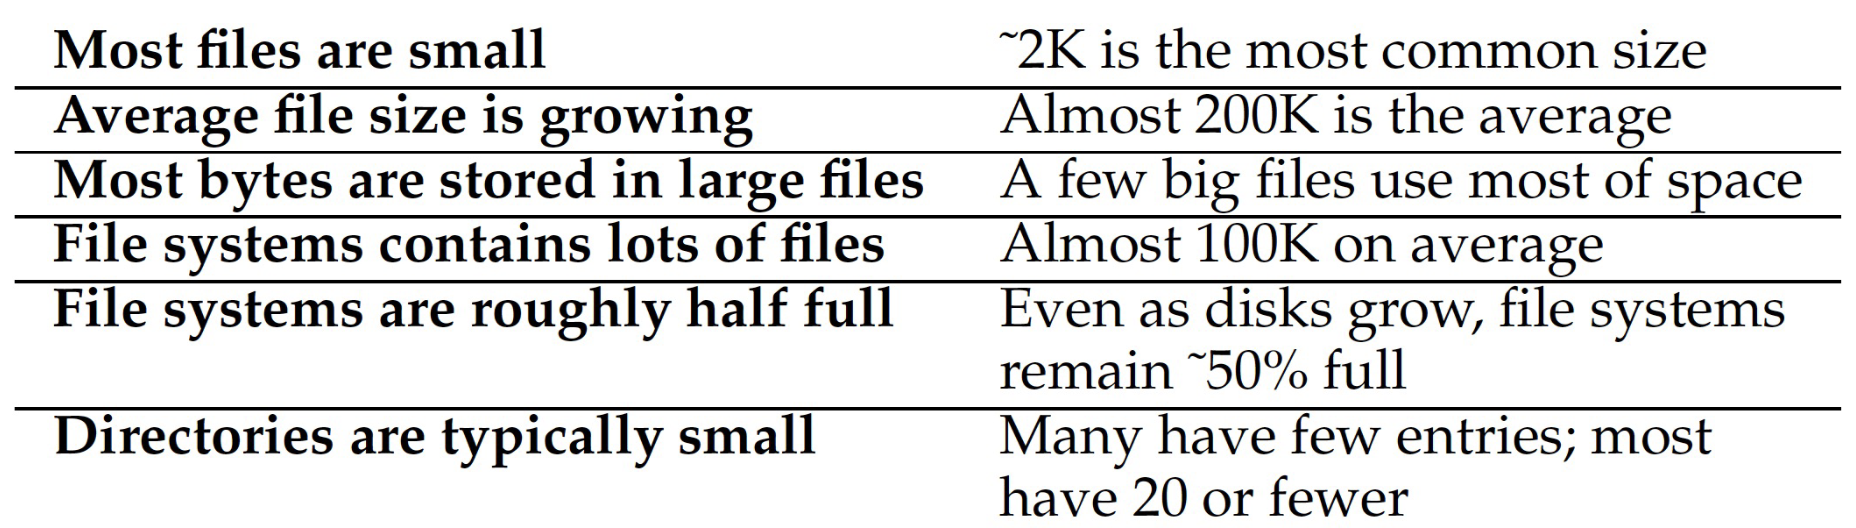 Most files are small ˜2K is the most common size
Average file size is growing Almost 200K is the average
Most bytes are stored in large files A few big files use most of space
File systems contains lots of files Almost 100K on average
File systems are roughly half full Even as disks grow, file systems
remain ˜50% full
Directories are typically small Many have few entries; most
have 20 or fewer